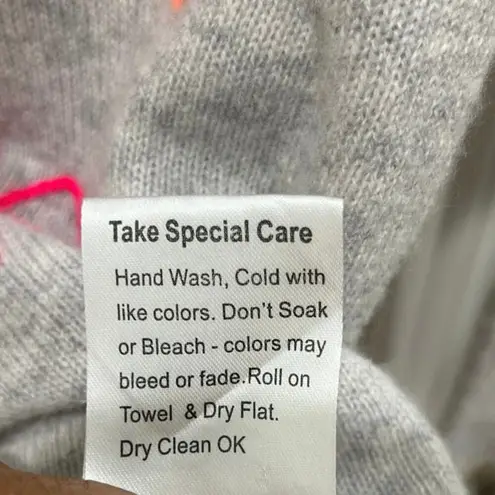 Take Special Care
Hand Wash, Cold with
like colors. Don't Soak
or Bleach - colors may
bleed or fade.Roll on
Towel & Dry Flat.
Dry Clean OK